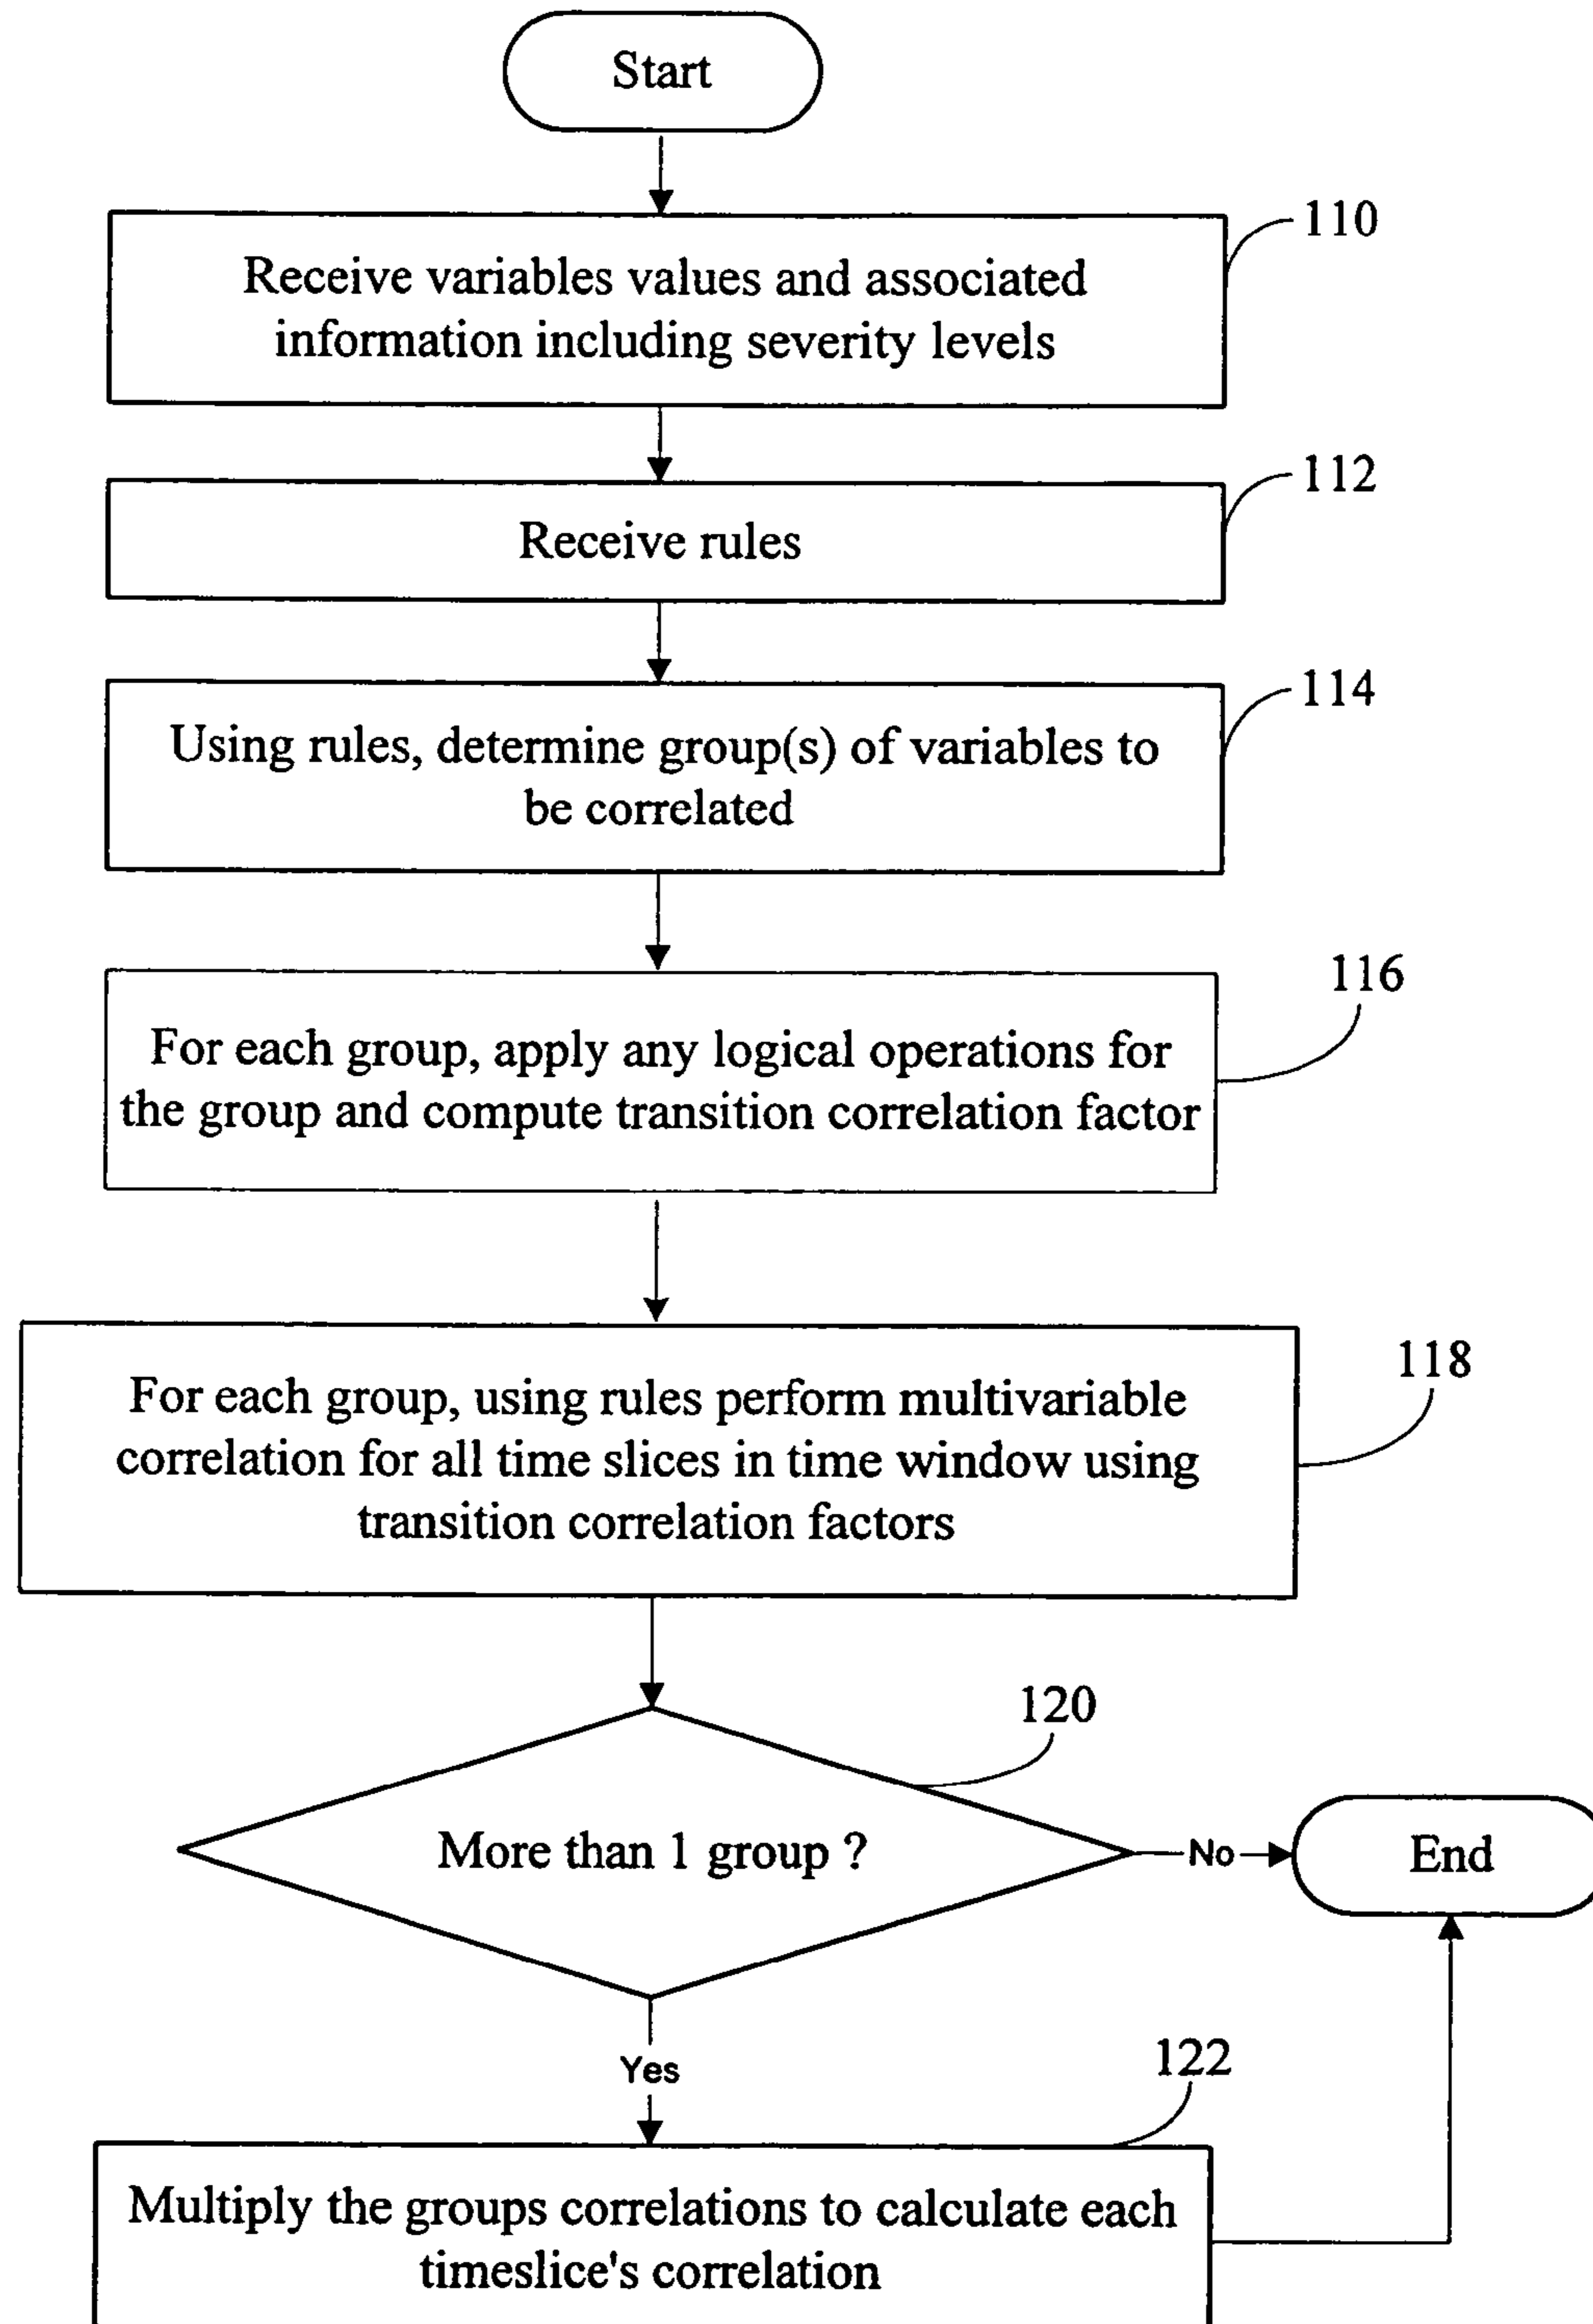 Start
110
Receive variables values and associated
information including severity levels
112
Receive rules
114
Using rules, determine group(s) of variables to
be correlated
116
For each group, apply any logical operations for
the group and compute transition correlation factor
118
For each group, using rules perform multivariable
correlation for all time slices in time window using
transition correlation factors
120
More than 1 group ?
No
End
Yes
122
Multiply the groups correlations to calculate each
timeslice's correlation